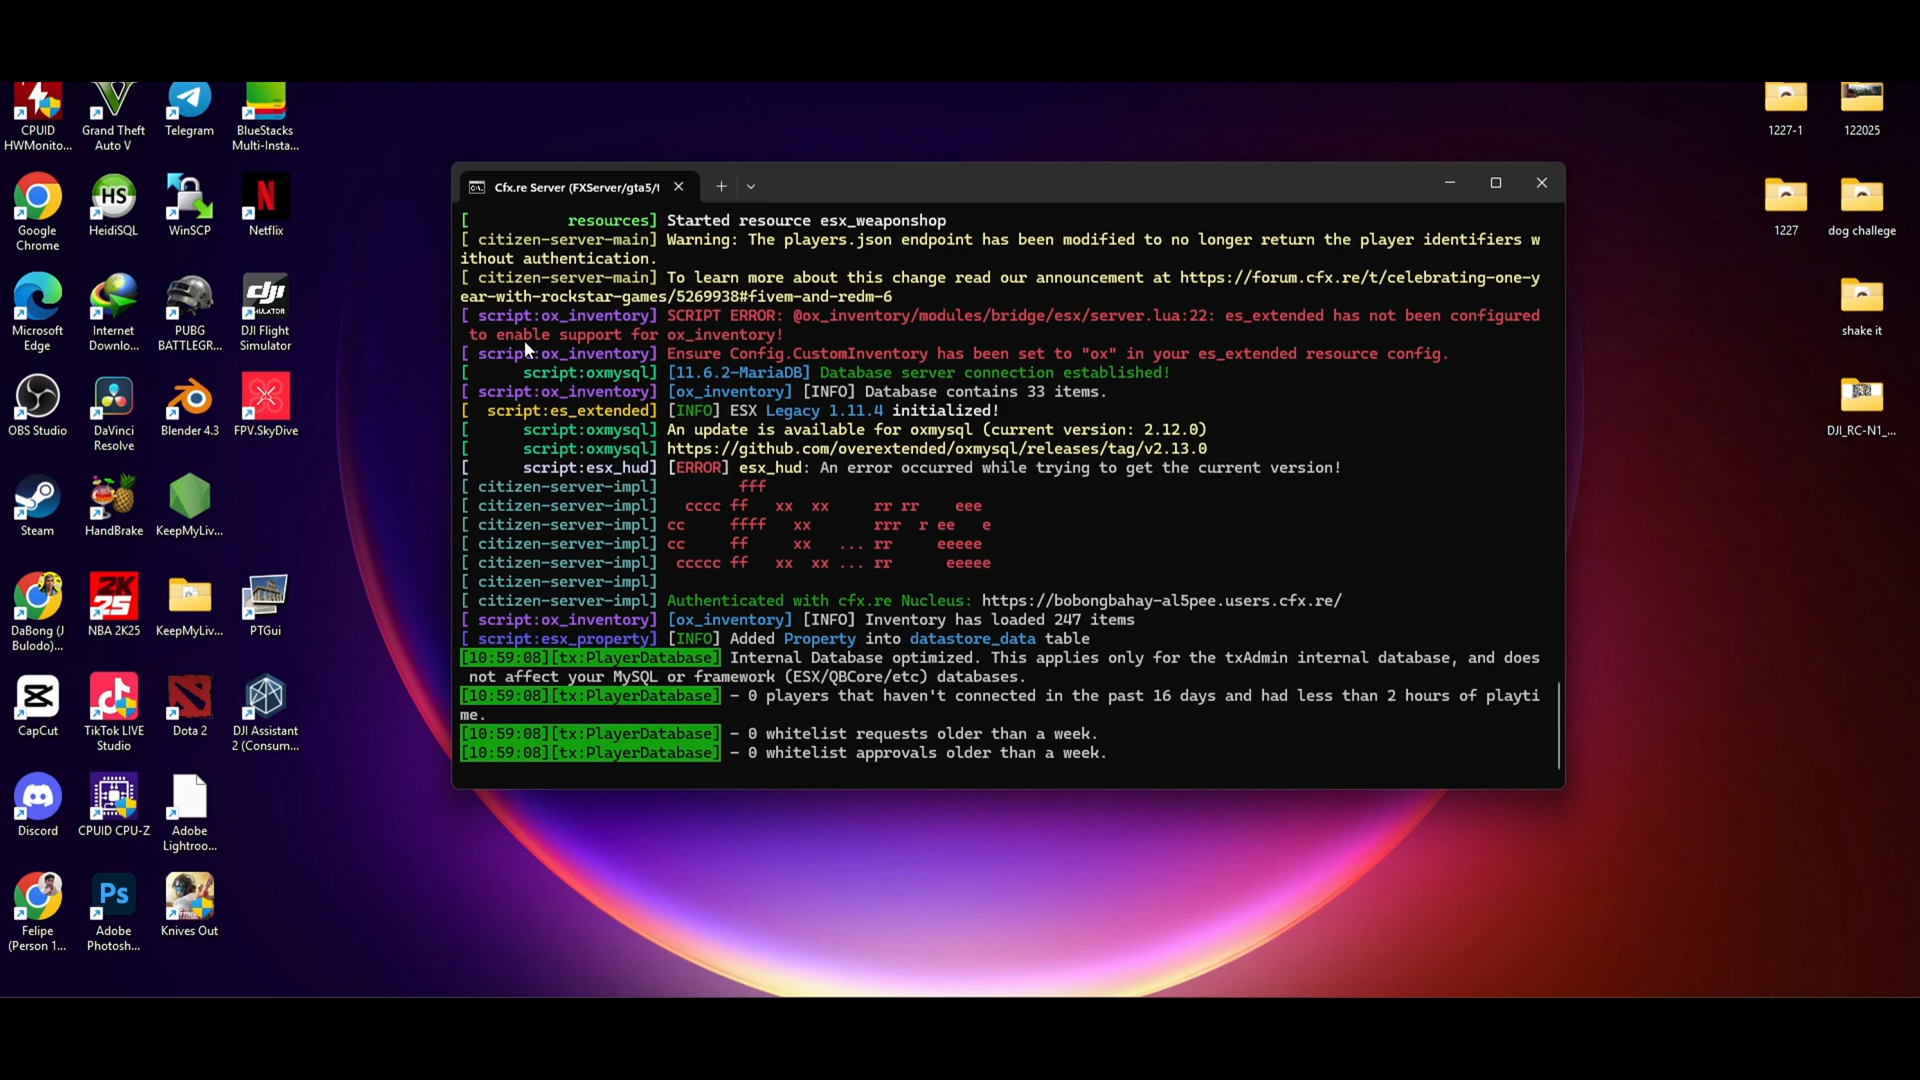 CPUID
HWMonito...
Grand Theft
Auto V
Telegram
BlueStacks
Multi-Insta...
1227-1
122025
Google
Chrome
HS
HeidiSQL
WinSCP
N
Netflix
1227
dog challege
Microsoft
Edge
Internet
Downlo...
PUBG
BATTLEGR...
dji
DJI Flight
Simulator
shake it
OBS Studio
DaVinci
Resolve
Blender 4.3
FPV.SkyDive
DJI_RC-N1_...
Steam
HandBrake
KeepMyLiv...
DaBong (J
Bulodo)...
2K
25
NBA 2K25
KeepMyLiv...
PTGui
CapCut
TikTok LIVE
Studio
Dota 2
DJI Assistant
2 (Consum...
Discord
CPUID CPU-Z
Adobe
Lightroo...
Felipe
(Person 1...
Ps
Adobe
Photosh...
Knives Out
Cfx.re Server (FXServer/gta5/t
[ resources] Started resource esx_weaponshop
[ citizen-server-main] Warning: The players.json endpoint has been modified to no longer return the player identifiers w
ithout authentication.
[ citizen-server-main] To learn more about this change read our announcement at https://forum.cfx.re/t/celebrating-one-y
ear-with-rockstar-games/5269938#fivem-and-redm-6
[ script:ox_inventory] SCRIPT ERROR: @ox_inventory/modules/bridge/esx/server.lua:22: es_extended has not been configured
to enable support for ox_inventory!
[ script:ox_inventory] Ensure Config.CustomInventory has been set to "ox" in your es_extended resource config.
[ script:oxmysql] [11.6.2-MariaDB] Database server connection established!
[ script:ox_inventory] [ox_inventory] [INFO] Database contains 33 items.
[ script:es_extended] [INFO] ESX Legacy 1.11.4 initialized!
[ script:oxmysql] An update is available for oxmysql (current version: 2.12.0)
[ script:oxmysql] https://github.com/overextended/oxmysql/releases/tag/v2.13.0
[ script:esx_hud] [ERROR] esx_hud: An error occurred while trying to get the current version!
[ citizen-server-impl] fff
[ citizen-server-impl] cccc ff xx xx rr rr eee
[ citizen-server-impl] cc ffff xx rrr r ee e
[ citizen-server-impl] cc ff xx ... rr eeeee
[ citizen-server-impl] ccccc ff xx xx ... rr eeeee
[ citizen-server-impl]
[ citizen-server-impl] Authenticated with cfx.re Nucleus: https://bobongbahay-al5pee.users.cfx.re/
[ script:ox_inventory] [ox_inventory] [INFO] Inventory has loaded 247 items
[ script:esx_property] [INFO] Added Property into datastore_data table
[10:59:08][tx:PlayerDatabase] Internal Database optimized. This applies only for the txAdmin internal database, and does
not affect your MySQL or framework (ESX/QBCore/etc) databases.
[10:59:08][tx:PlayerDatabase] - 0 players that haven't connected in the past 16 days and had less than 2 hours of playti
me.
[10:59:08][tx:PlayerDatabase] - 0 whitelist requests older than a week.
[10:59:08][tx:PlayerDatabase] - 0 whitelist approvals older than a week.